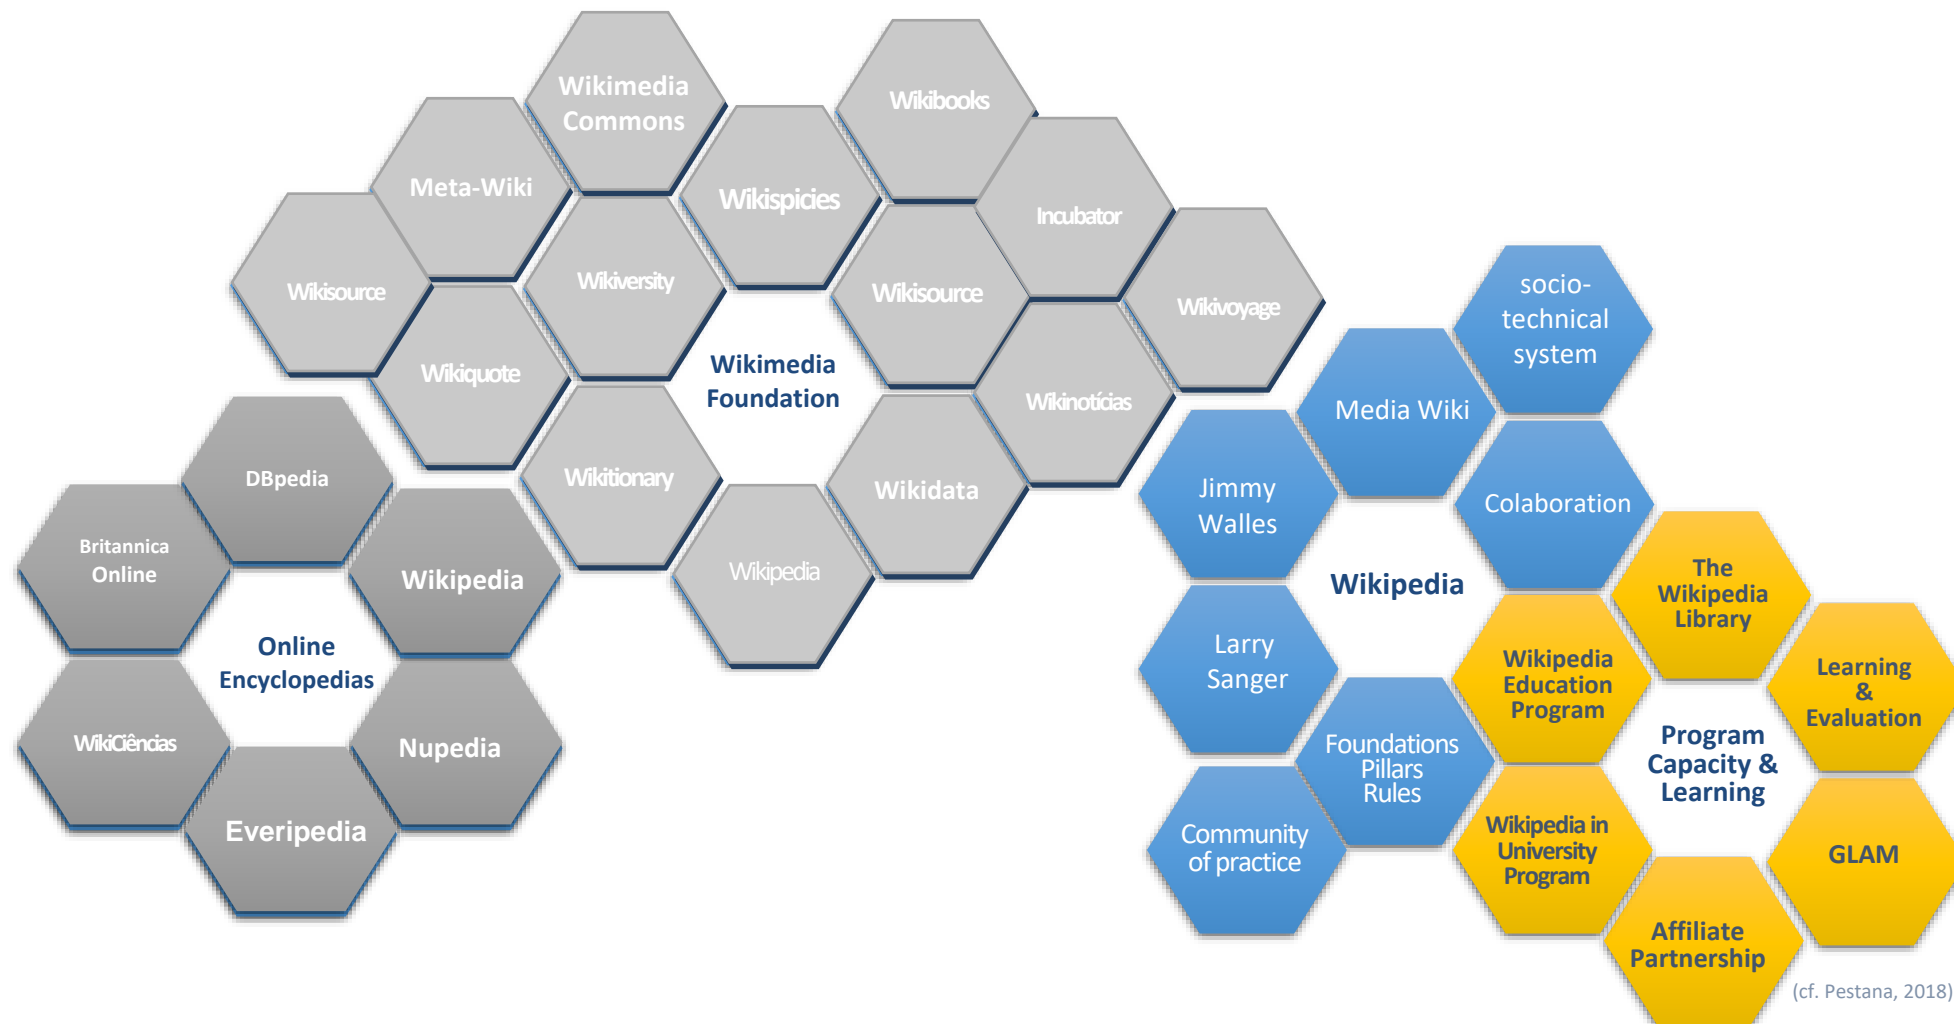 Wikimedia
Commons
Wikibooks
Meta-Wiki
Wikispicies
Incubator
Wikisource
Wikiversity
Wikisource
Wikivoyage
Wikiquote
Wikimedia
Foundation
Wikinotícias
Wikitionary
Wikidata
Wikipedia
DBpedia
Britannica
Online
Wikipedia
Online
Encyclopedias
WikiCiências
Nupedia
Everipedia
socio-
technical
system
Media Wiki
Jimmy
Walles
Colaboration
Wikipedia
Larry
Sanger
Foundations
Pillars
Rules
Community
of practice
The
Wikipedia
Library
Wikipedia
Education
Program
Learning
&
Evaluation
Program
Capacity &
Learning
Wikipedia in
University
Program
GLAM
Affiliate
Partnership
(cf. Pestana, 2018)